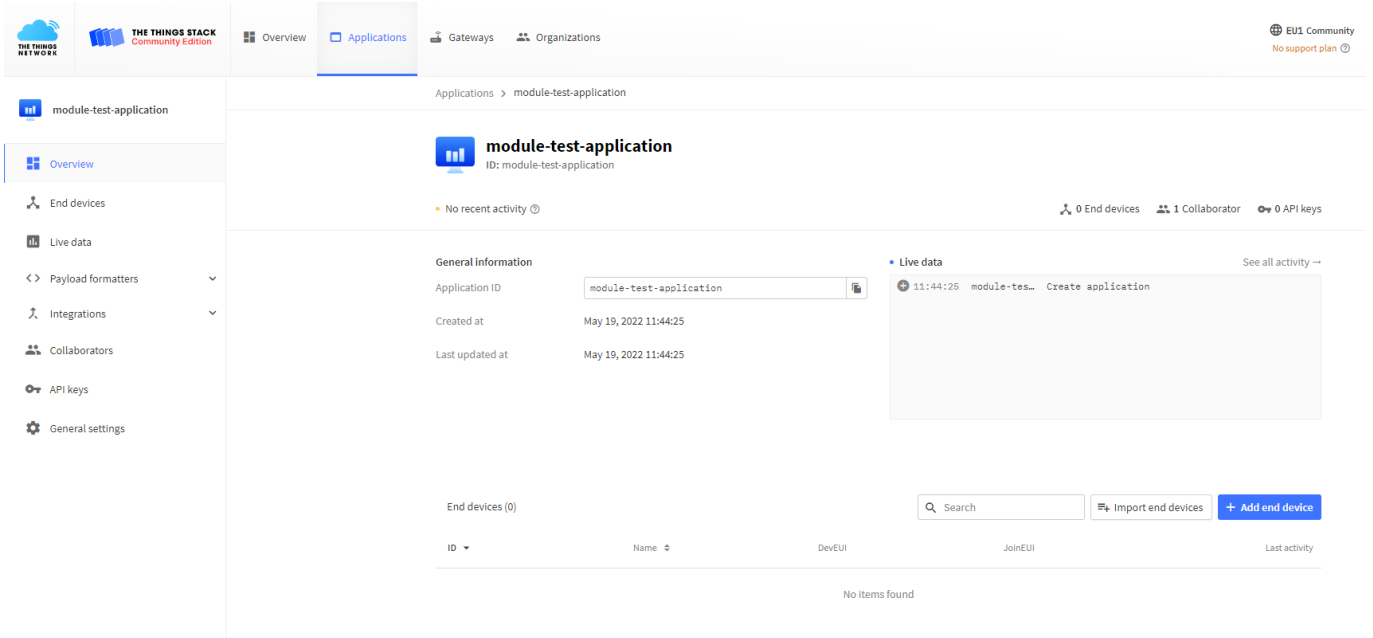 THE THINGS
NETWORK
THE THINGS STACK
Community Edition
Overview
Applications
Gateways
Organizations
EU1 Community
No support plan
module-test-application
Overview
End devices
Live data
Payload formatters
Integrations
Collaborators
API keys
General settings
Applications > module-test-application
module-test-application
ID: module-test-application
No recent activity
0 End devices
1 Collaborator
0 API keys
General information
Application ID module-test-application
Created at May 19, 2022 11:44:25
Last updated at May 19, 2022 11:44:25
Live data See all activity →
11:44:25 module-tes… Create application
End devices (0)
Search
Import end devices
+ Add end device
ID Name DevEUI JoinEUI Last activity
No items found